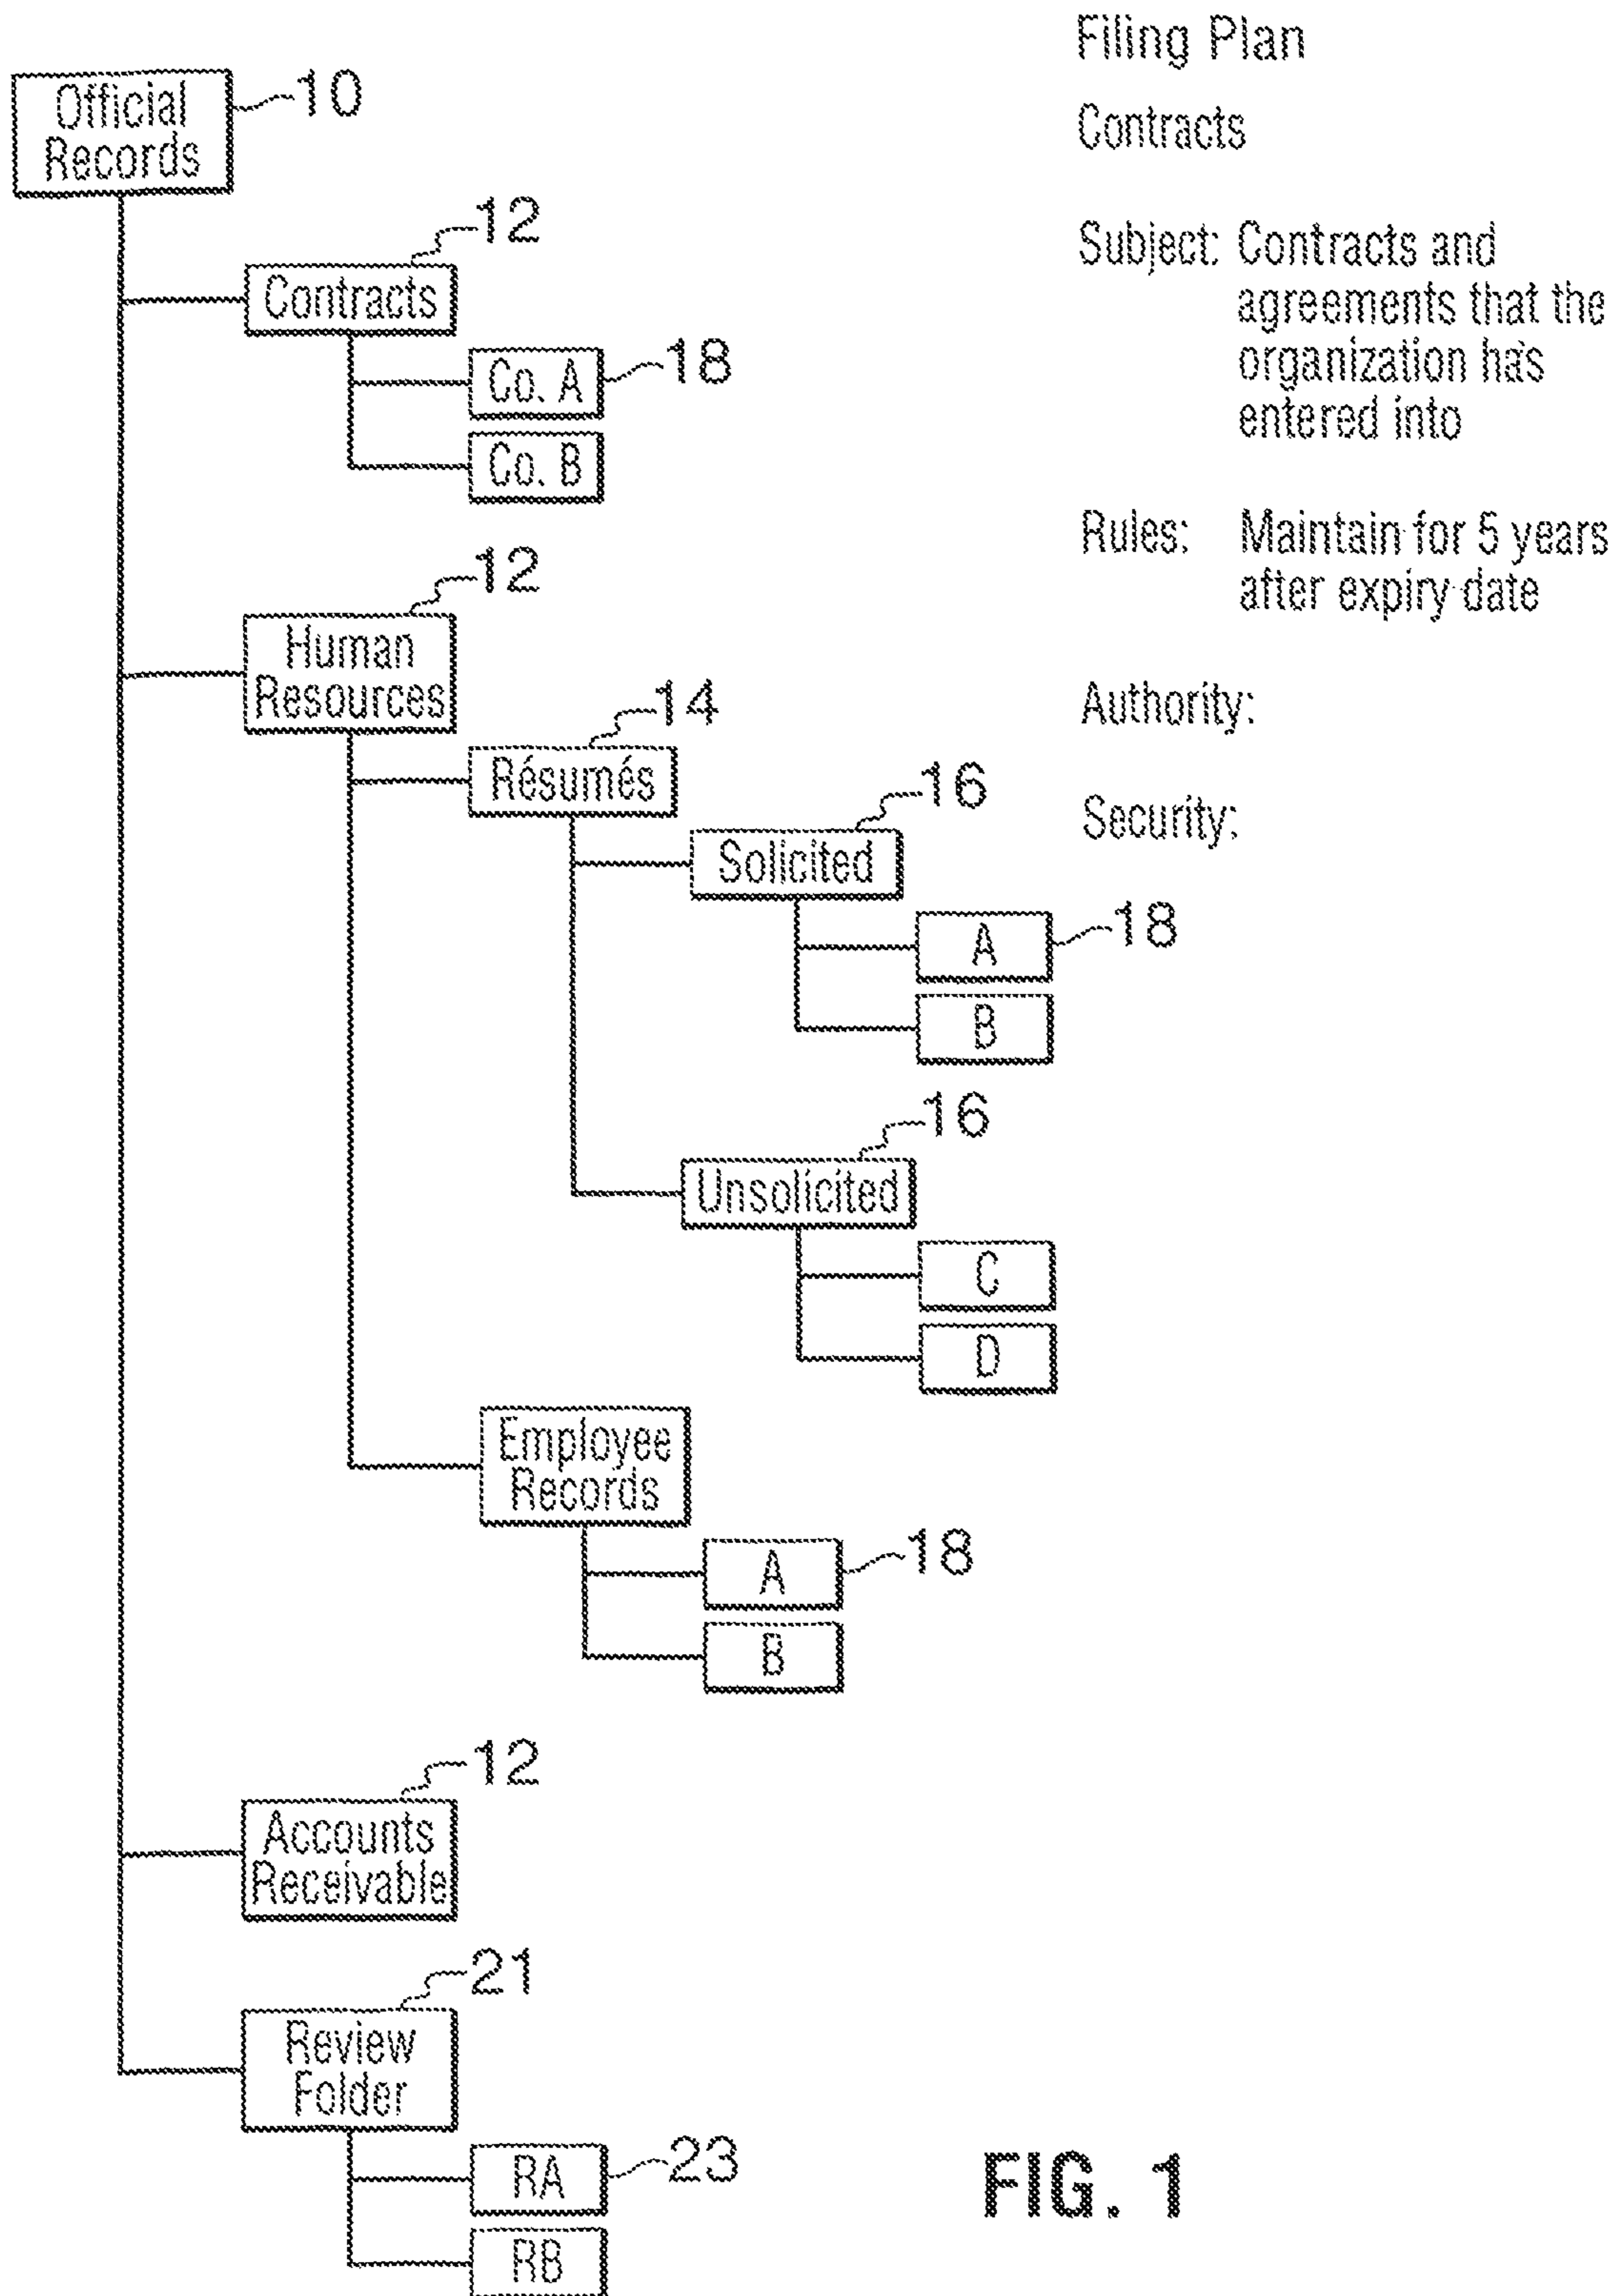 Official
Records
10
Contracts
12
Co. A
18
Co. B
Human
Resources
12
Résumés
14
Solicited
16
A
18
B
Unsolicited
16
C
D
Employee
Records
A
18
B
Accounts
Receivable
12
Review
Folder
21
RA
23
RB
Filing Plan
Contracts
Subject: Contracts and
agreements that the
organization has
entered into
Rules: Maintain for 5 years
after expiry date
Authority:
Security:
FIG. 1